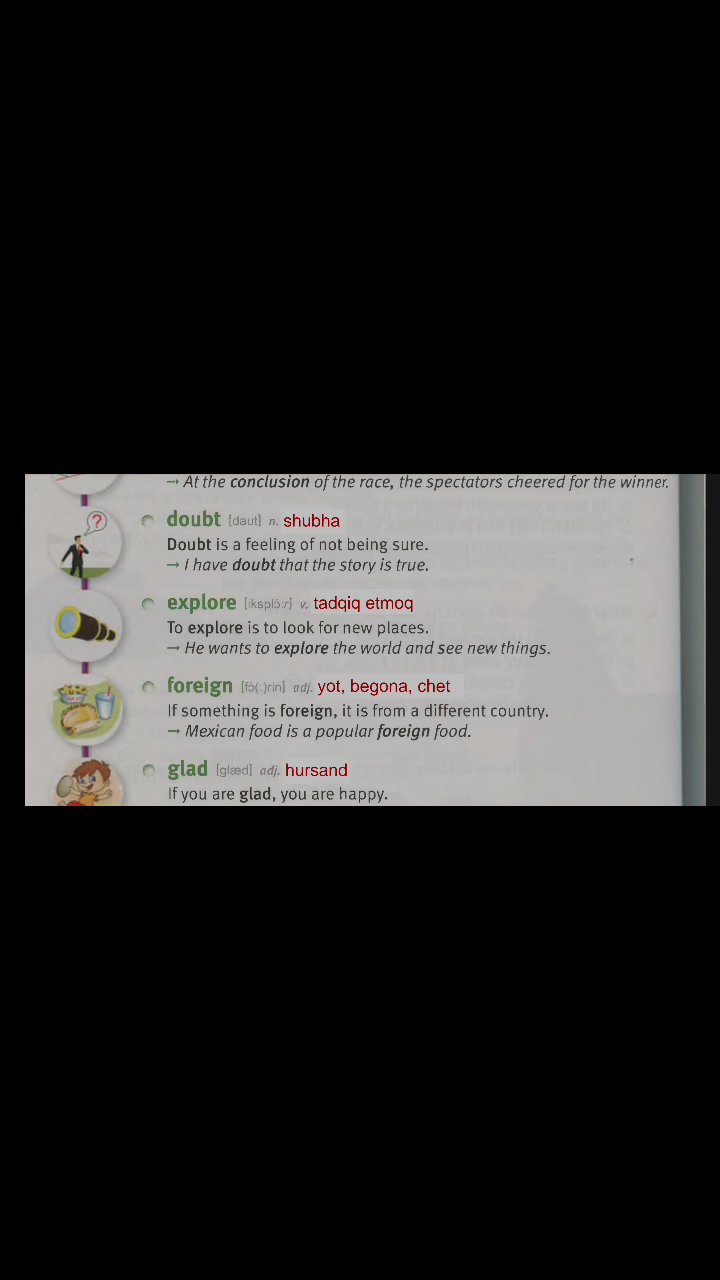 → At the conclusion of the race, the spectators cheered for the winner.
doubt [daut] n. shubha
Doubt is a feeling of not being sure.
→ I have doubt that the story is true.
explore [iksplɔ́ːr] v. tadqiq etmoq
To explore is to look for new places.
→ He wants to explore the world and see new things.
foreign [fɔ́(ː)rin] adj. yot, begona, chet
If something is foreign, it is from a different country.
→ Mexican food is a popular foreign food.
glad [glæd] adj. hursand
If you are glad, you are happy.